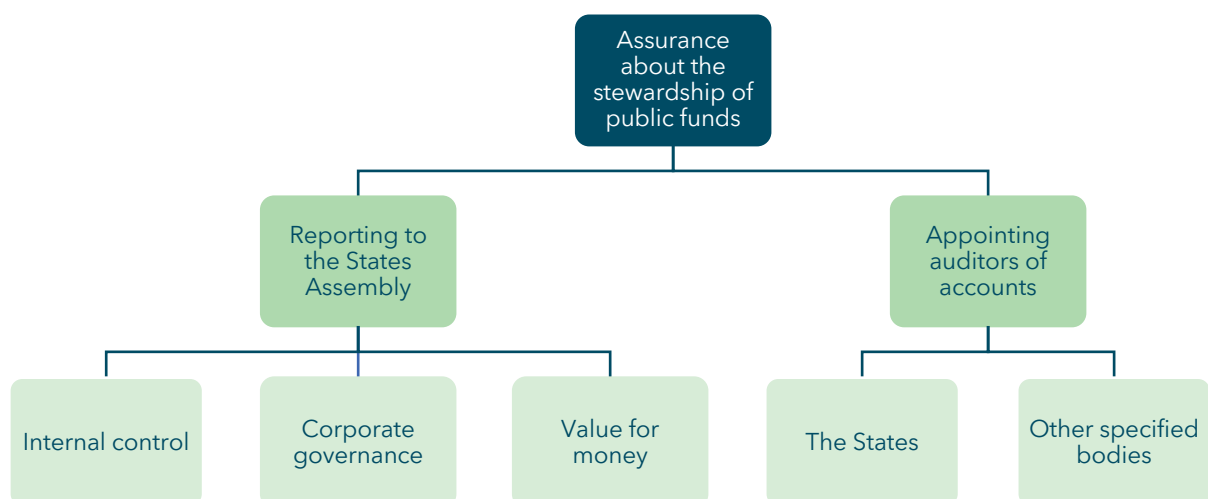 Assurance
about the
stewardship of
public funds
Reporting to
the States
Assembly
Appointing
auditors of
accounts
Internal control
Corporate
governance
Value for
money
The States
Other specified
bodies